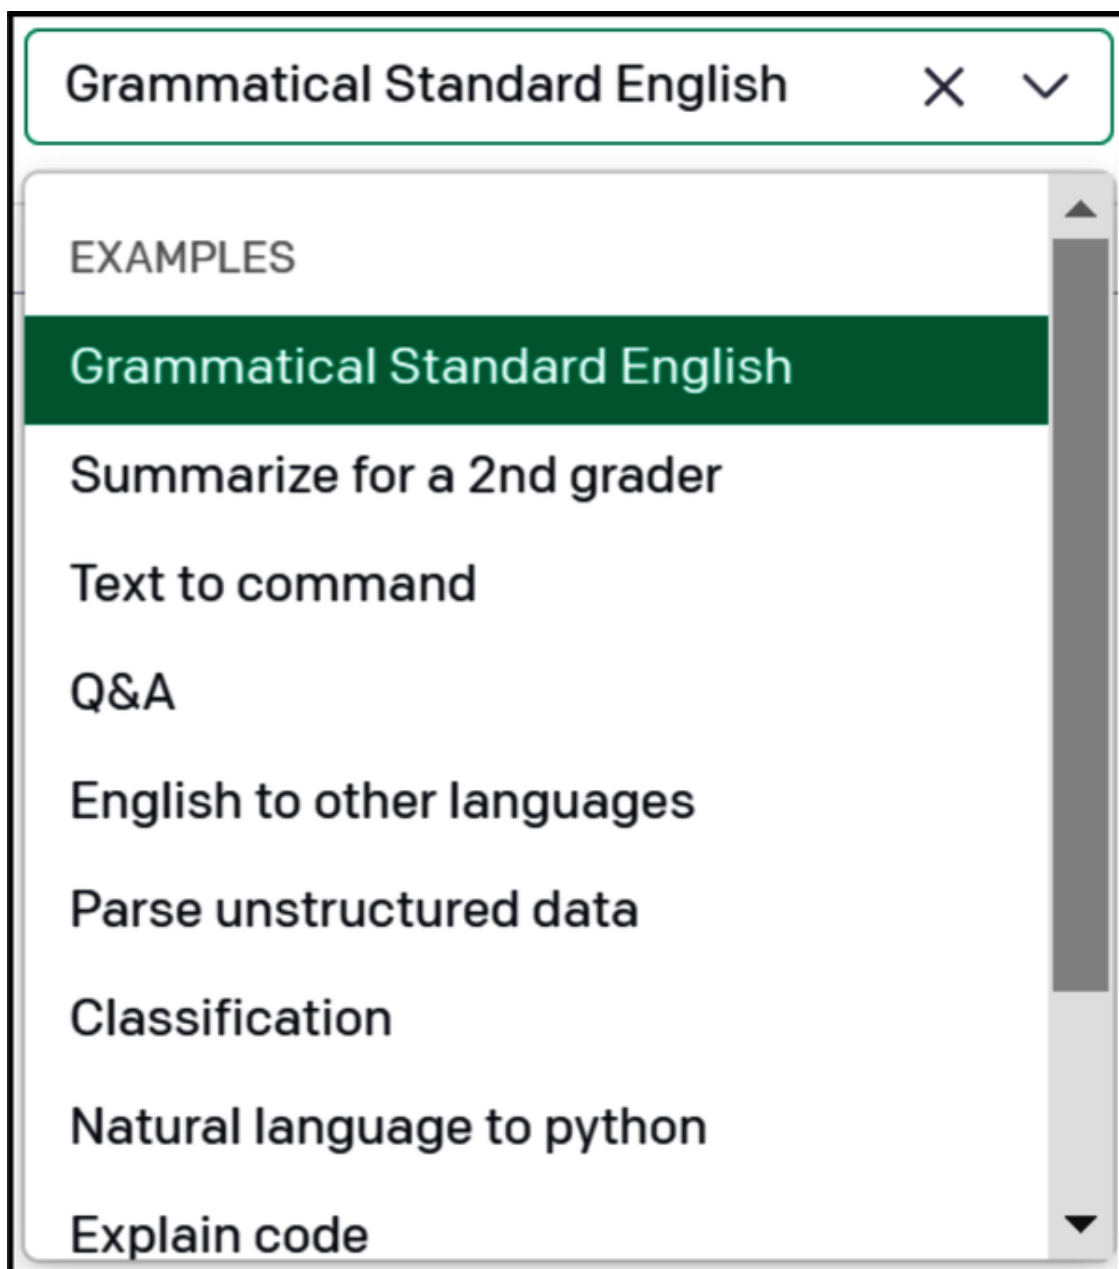 Grammatical Standard English
EXAMPLES
Grammatical Standard English
Summarize for a 2nd grader
Text to command
Q&A
English to other languages
Parse unstructured data
Classification
Natural language to python
Explain code